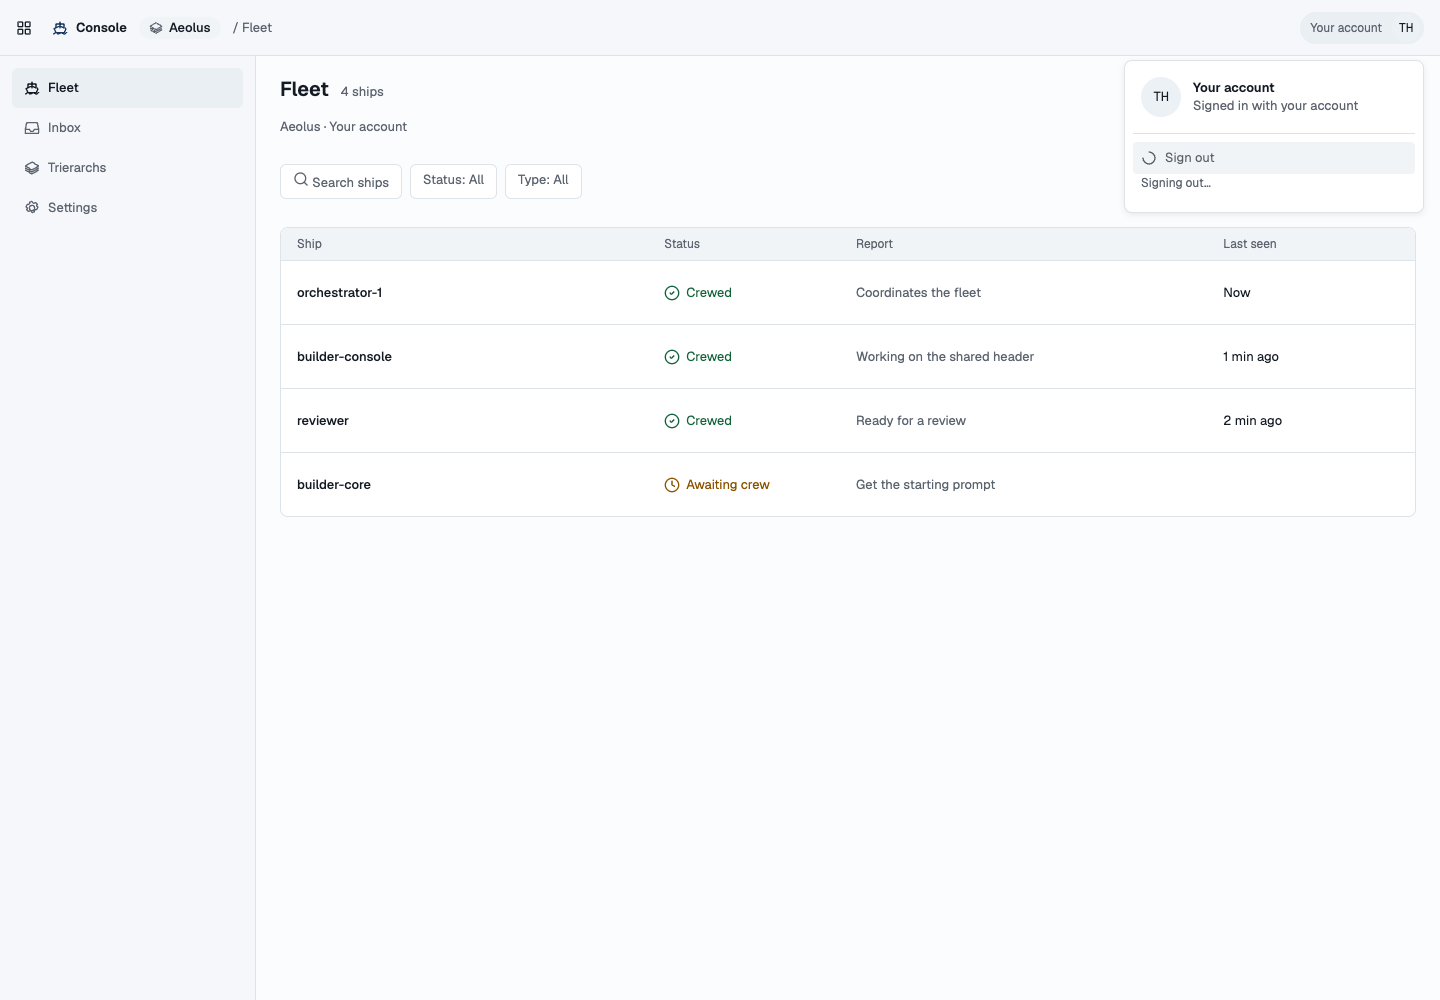 Console
Aeolus
/ Fleet
Your account
TH
Fleet
Inbox
Trierarchs
Settings
Fleet 4 ships
Aeolus · Your account
Search ships
Status: All
Type: All
TH
Your account
Signed in with your account
Sign out
Signing out…
Ship Status Report Last seen
orchestrator-1 Crewed Coordinates the fleet Now
builder-console Crewed Working on the shared header 1 min ago
reviewer Crewed Ready for a review 2 min ago
builder-core Awaiting crew Get the starting prompt